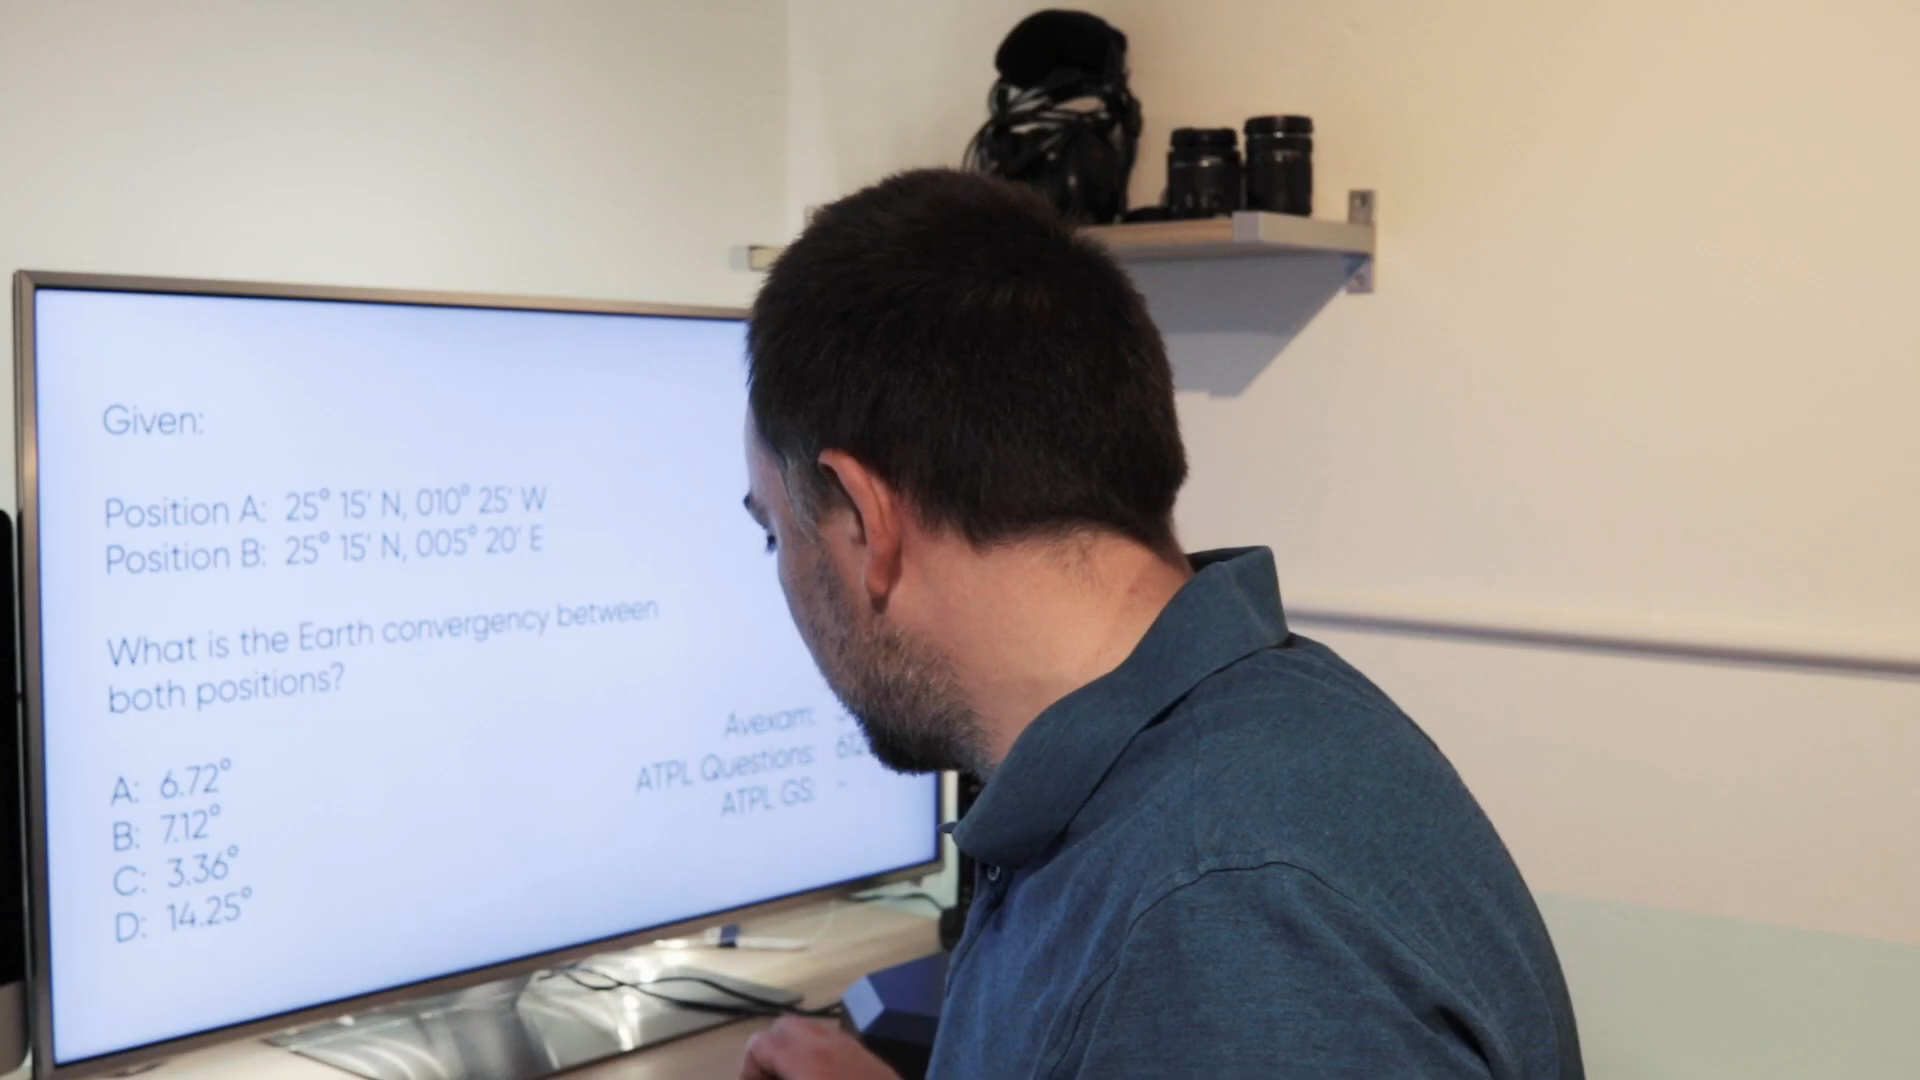 Given:
Position A: 25° 15' N, 010° 25' W
Position B: 25° 15' N, 005° 20' E
What is the Earth convergency between
both positions?
Avexam:
ATPL Questions:
ATPL GS: -
A: 6.72°
B: 7.12°
C: 3.36°
D: 14.25°